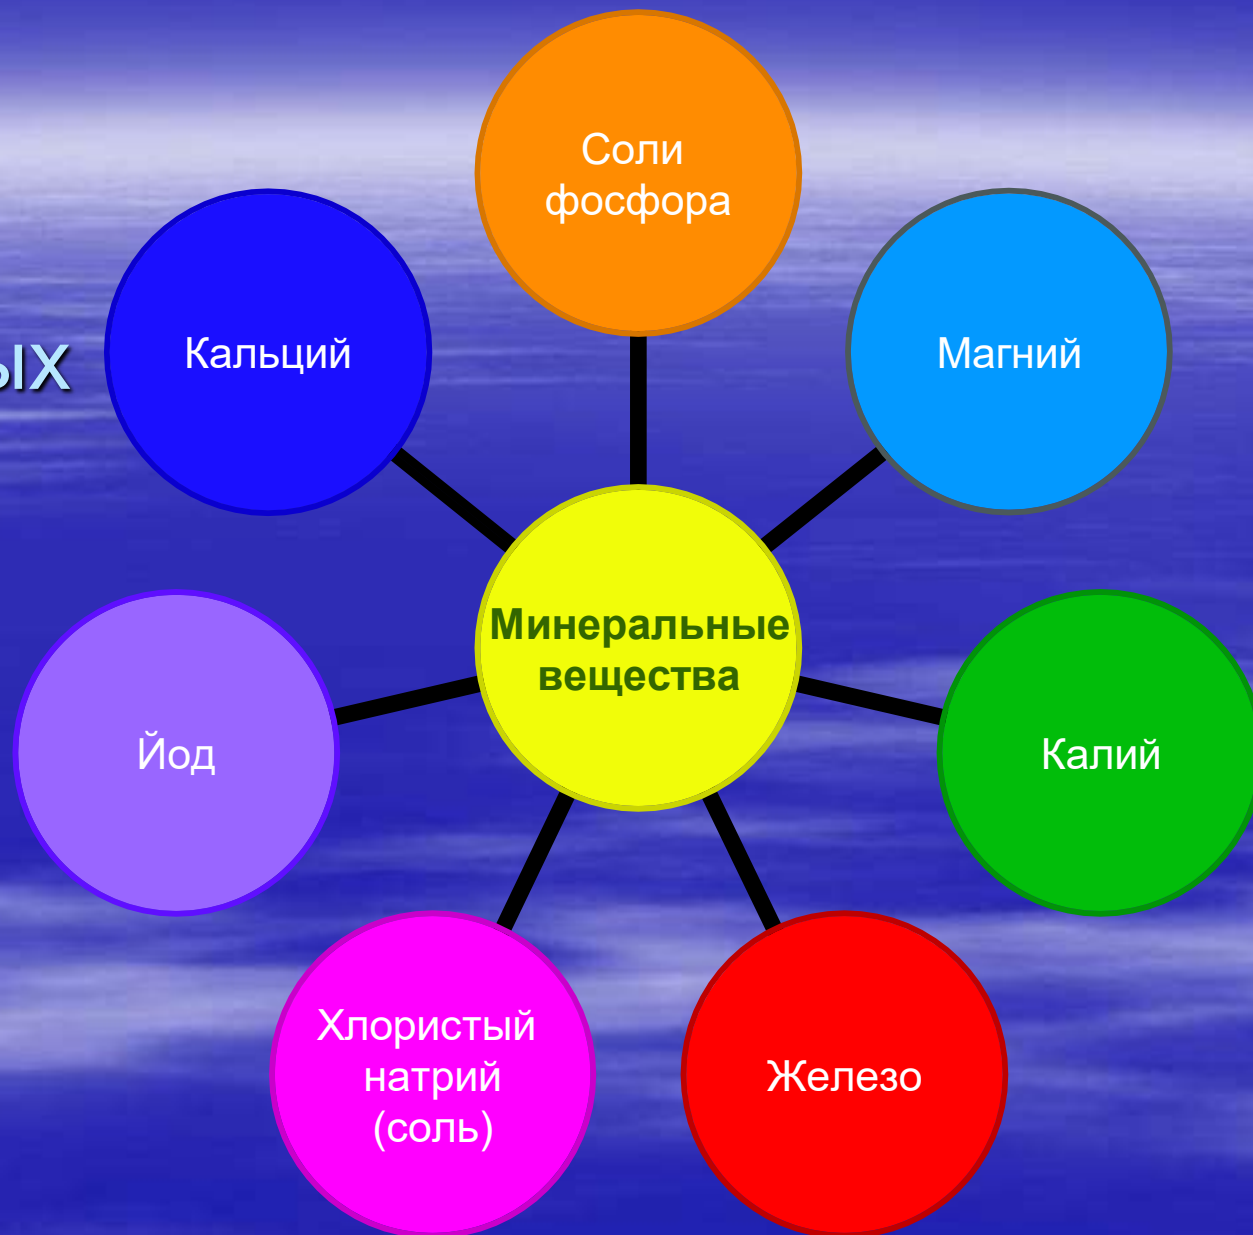 Соли
фосфора
Кальций
Магний
Минеральные
вещества
Йод
Калий
Хлористый
натрий
(соль)
Железо